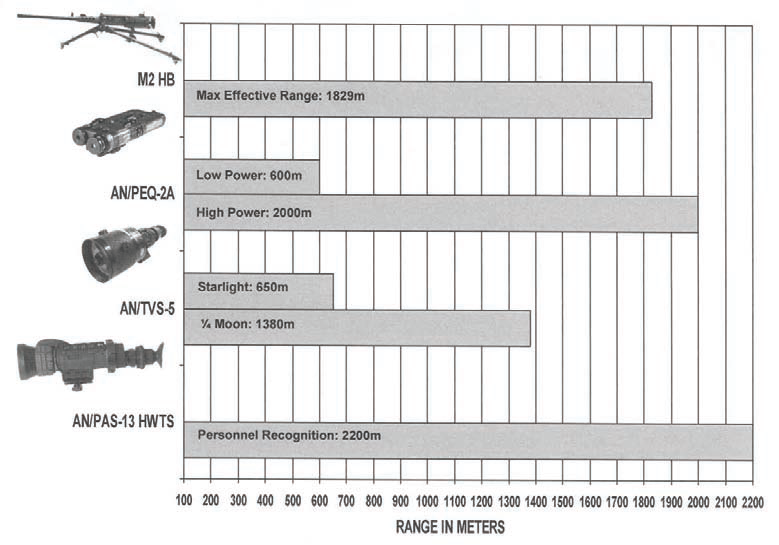 M2 HB
Max Effective Range: 1829m
AN/PEQ-2A
Low Power: 600m
High Power: 2000m
AN/TVS-5
Starlight: 650m
¼ Moon: 1380m
AN/PAS-13 HWTS
Personnel Recognition: 2200m
100 200 300 400 500 600 700 800 900 1000 1100 1200 1300 1400 1500 1600 1700 1800 1900 2000 2100 2200
RANGE IN METERS